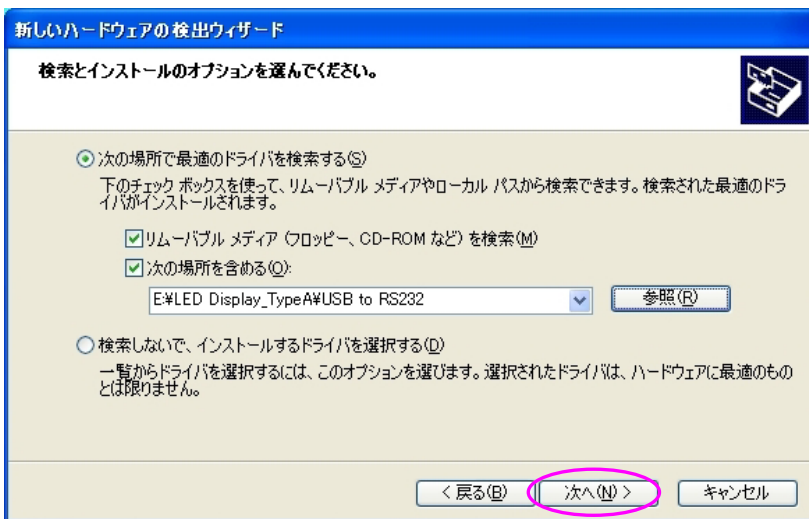 新しいハードウェアの検出ウィザード
検索とインストールのオプションを選んでください。
次の場所で最適のドライバを検索する(S)
下のチェック ボックスを使って、リムーバブル メディアやローカル パスから検索できます。検索された最適のドラ
イバがインストールされます。
リムーバブル メディア (フロッピー、CD-ROM など) を検索(M)
次の場所を含める(O):
E:¥LED Display_TypeA¥USB to RS232
参照(R)
検索しないで、インストールするドライバを選択する(D)
一覧からドライバを選択するには、このオプションを選びます。選択されたドライバは、ハードウェアに最適のもの
とは限りません。
< 戻る(B) 次へ(N) > キャンセル